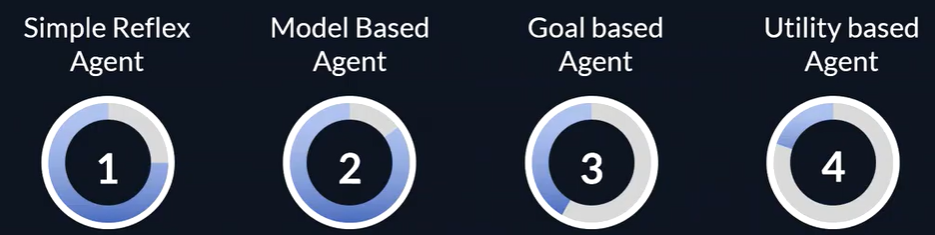 Simple Reflex
Agent
Model Based
Agent
Goal based
Agent
Utility based
Agent
1
2
3
4